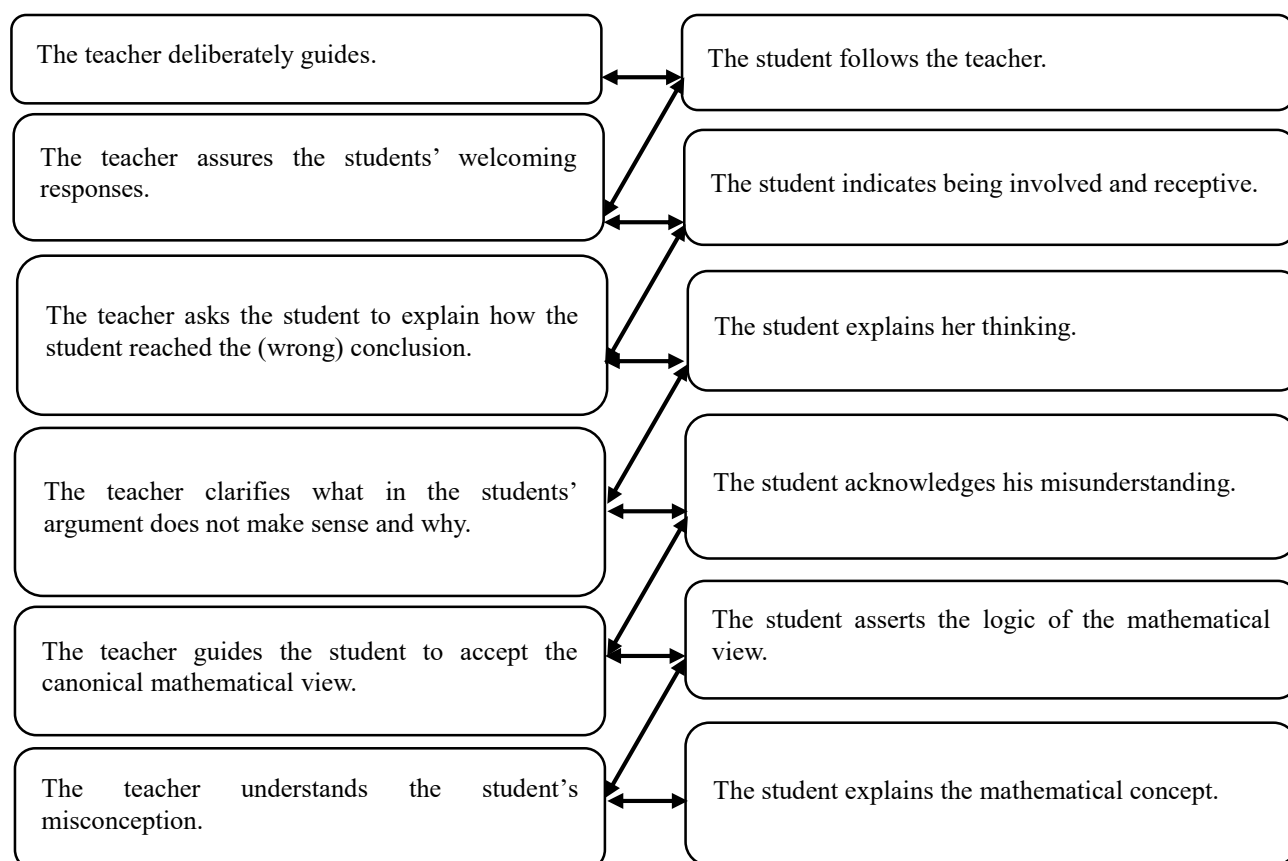 The teacher deliberately guides.
The student follows the teacher.
The teacher assures the students’ welcoming
responses.
The student indicates being involved and receptive.
The teacher asks the student to explain how the
student reached the (wrong) conclusion.
The student explains her thinking.
The teacher clarifies what in the students’
argument does not make sense and why.
The student acknowledges his misunderstanding.
The teacher guides the student to accept the
canonical mathematical view.
The student asserts the logic of the mathematical
view.
The teacher understands the student’s
misconception.
The student explains the mathematical concept.